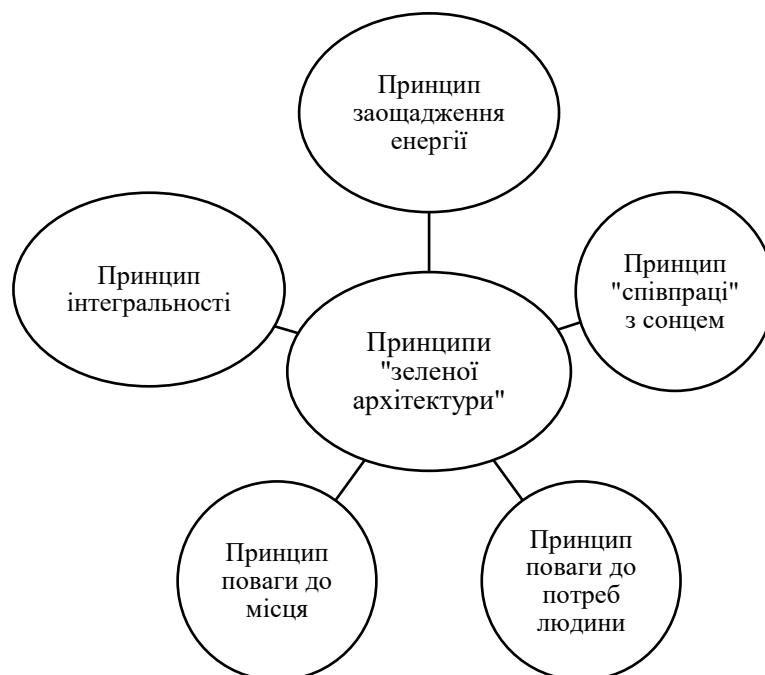 Принцип
заощадження
енергії
Принцип
інтегральності
Принцип
"співпраці"
з сонцем
Принципи
"зеленої
архітектури"
Принцип
поваги до
місця
Принцип
поваги до
потреб
людини